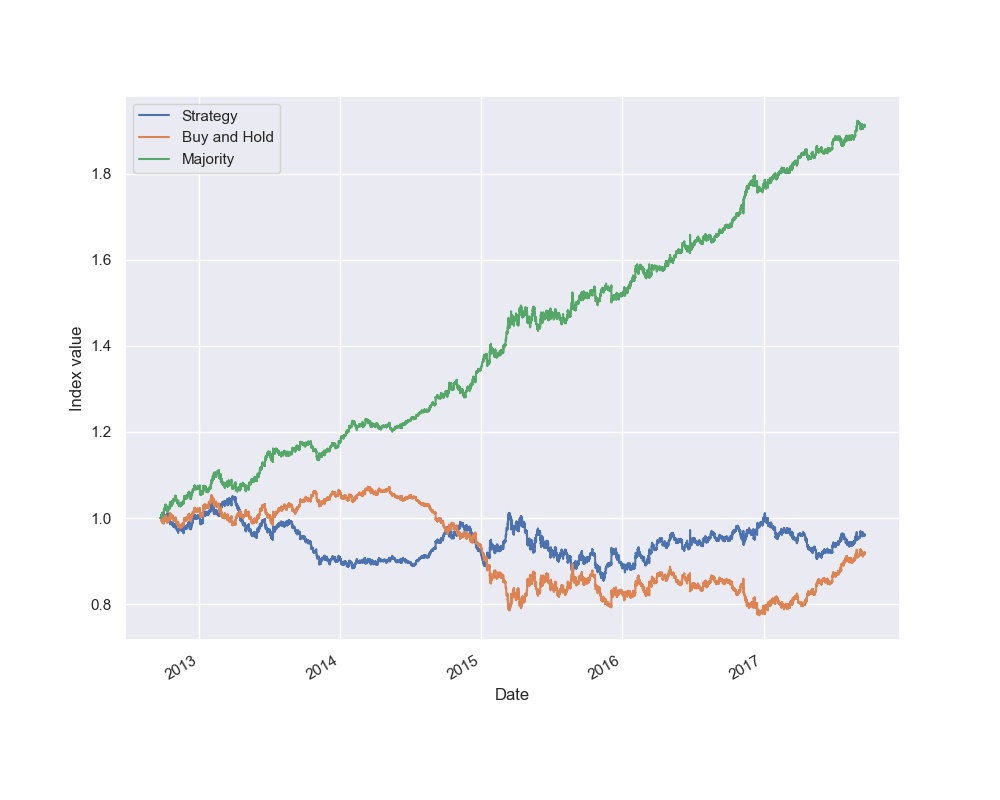 Strategy
Buy and Hold
Majority
1.8
1.6
1.4
1.2
1.0
0.8
Index value
2013
2014
2015
2016
2017
Date